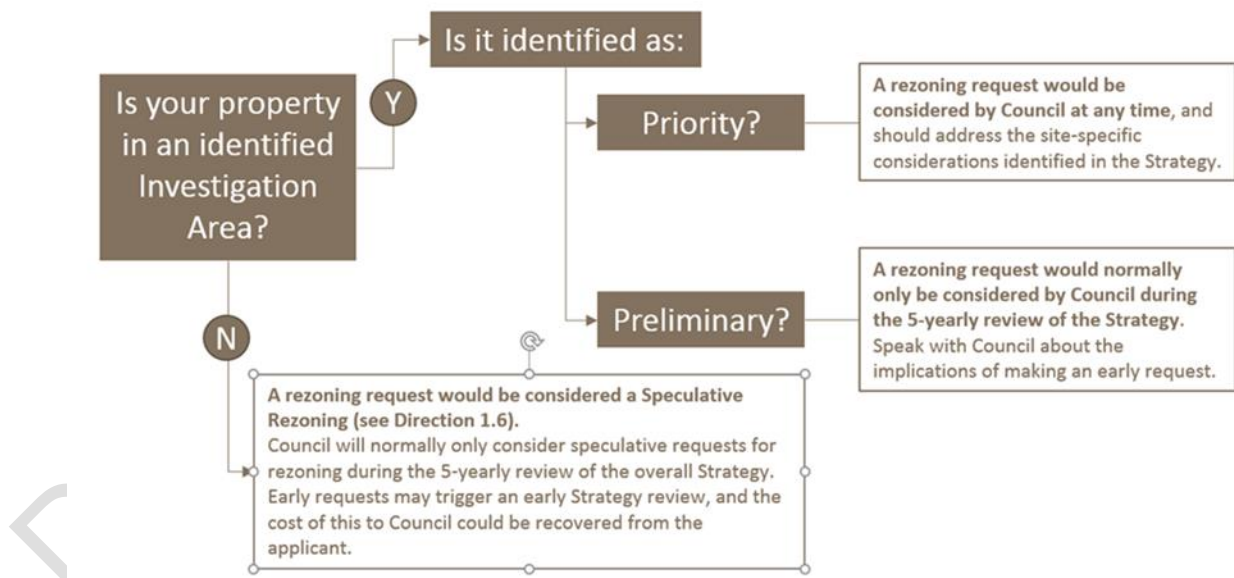 Is your property
in an identified
Investigation
Area?
Y
Is it identified as:
Priority?
A rezoning request would be
considered by Council at any time, and
should address the site-specific
considerations identified in the Strategy.
Preliminary?
A rezoning request would normally
only be considered by Council during
the 5-yearly review of the Strategy.
Speak with Council about the
implications of making an early request.
N
A rezoning request would be considered a Speculative
Rezoning (see Direction 1.6).
Council will normally only consider speculative requests for
rezoning during the 5-yearly review of the overall Strategy.
Early requests may trigger an early Strategy review, and the
cost of this to Council could be recovered from the
applicant.